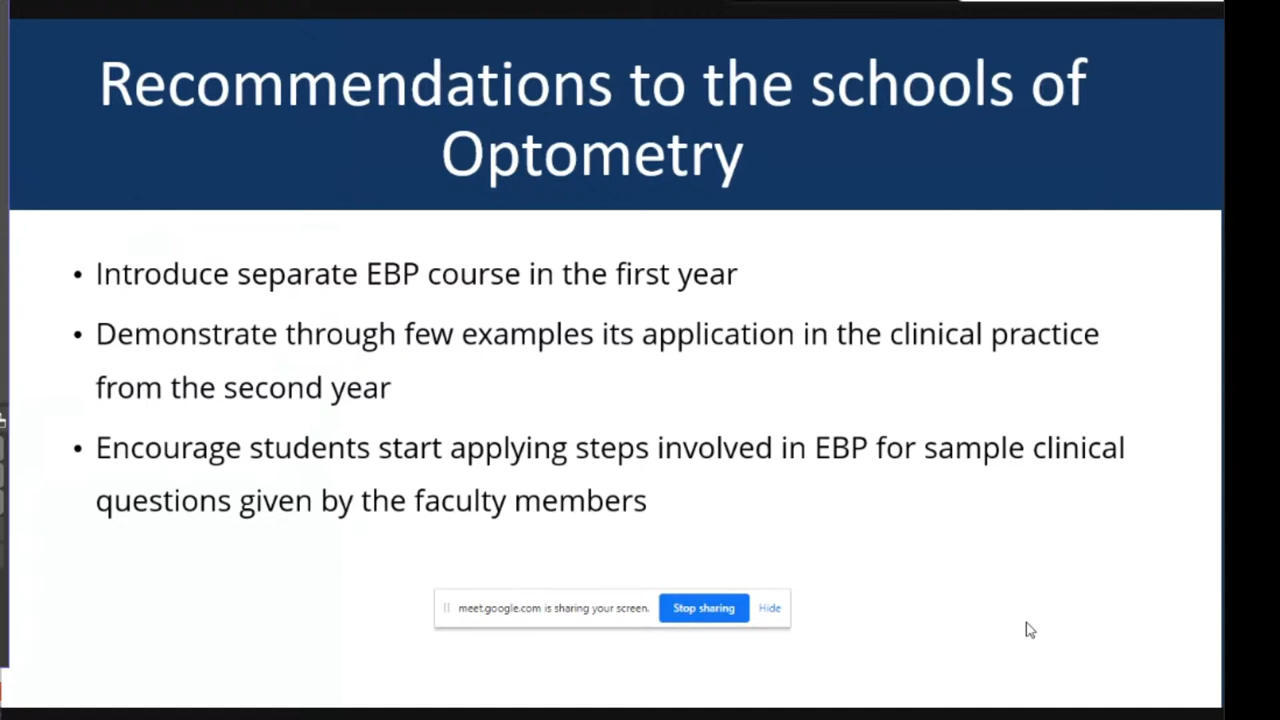 Recommendations to the schools of
Optometry
• Introduce separate EBP course in the first year
• Demonstrate through few examples its application in the clinical practice
from the second year
• Encourage students start applying steps involved in EBP for sample clinical
questions given by the faculty members
meet.google.com is sharing your screen. Stop sharing Hide